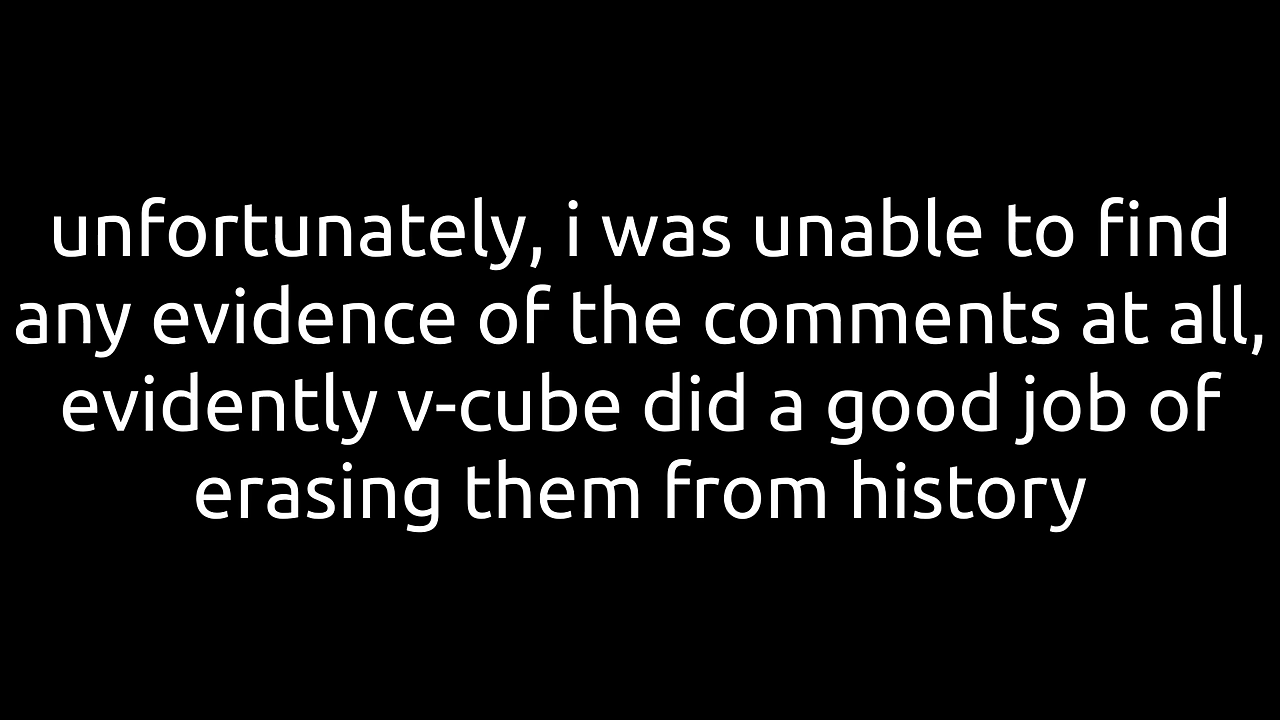 unfortunately, i was unable to find
any evidence of the comments at all,
evidently v-cube did a good job of
erasing them from history